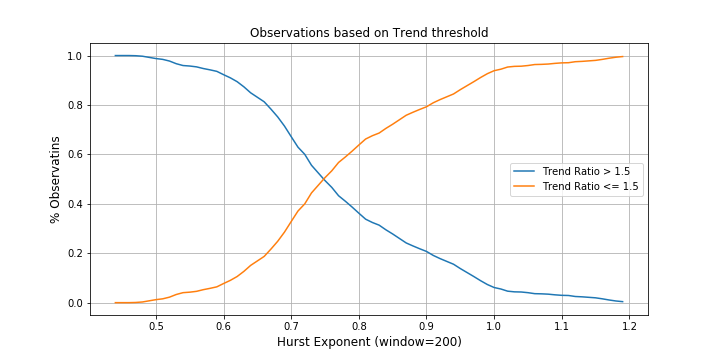 Observations based on Trend threshold
% Observatins
1.0
0.8
0.6
0.4
0.2
0.0
Trend Ratio > 1.5
Trend Ratio <= 1.5
0.5 0.6 0.7 0.8 0.9 1.0 1.1 1.2
Hurst Exponent (window=200)